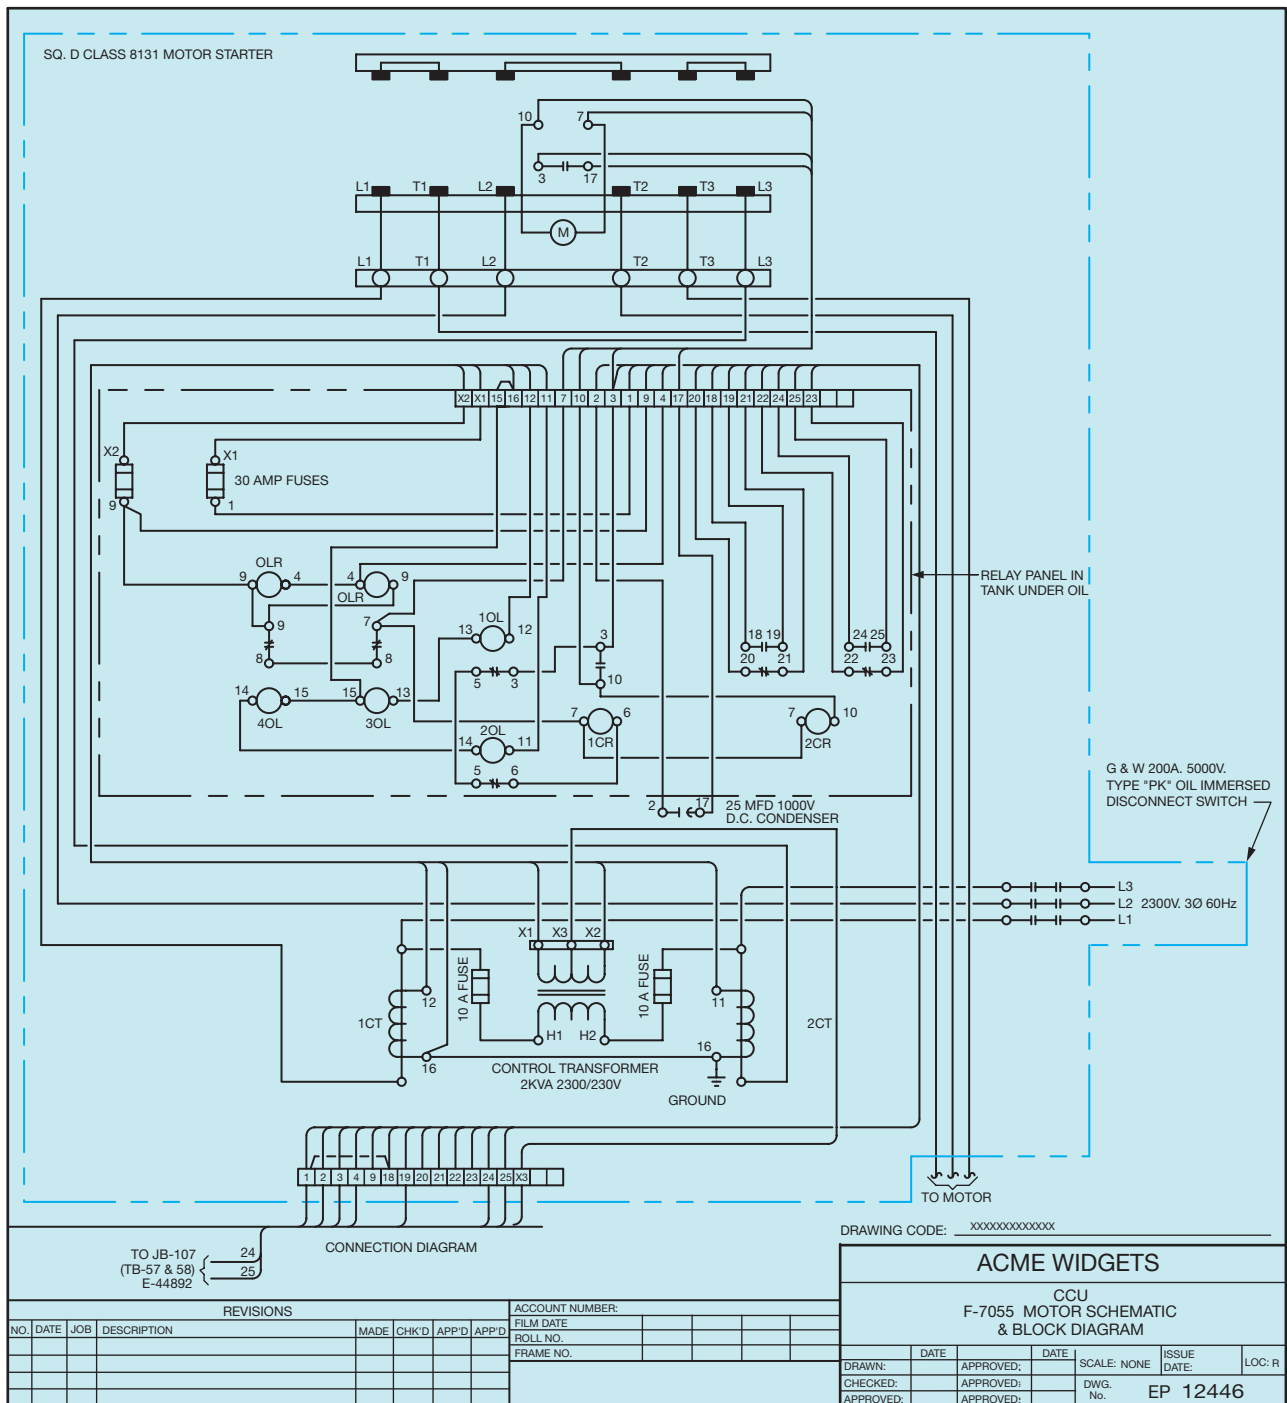 SQ. D CLASS 8131 MOTOR STARTER
10 7
3 17
L1 T1 L2 T2 T3 L3
M
L1 T1 L2 T2 T3 L3
X2 X1 15 16 12 11 7 10 2 3 1 9 4 17 20 18 19 21 22 24 25 23
X2 X1
30 AMP FUSES
9 1
OLR
9 4 4 9
OLR
RELAY PANEL IN
TANK UNDER OIL
9 7
8 8
1OL
13 12
3
18 19 24 25
20 21 22 23
5 3
10
14 15 15 13
4OL 3OL
7 6 7 10
1CR 2CR
2OL
14 11
5 6
2 17 25 MFD 1000V
D.C. CONDENSER
G & W 200A. 5000V.
TYPE "PK" OIL IMMERSED
DISCONNECT SWITCH
L3
L2 2300V. 3Ø 60Hz
L1
X1 X3 X2
10 A FUSE 10 A FUSE
12 11
1CT 2CT
H1 H2
16 16
CONTROL TRANSFORMER
2KVA 2300/230V
GROUND
1 2 3 4 9 18 19 20 21 22 23 24 25 X3
TO MOTOR
CONNECTION DIAGRAM
TO JB-107
(TB-57 & 58)
E-44892
24
25
DRAWING CODE: XXXXXXXXXXXXX
ACME WIDGETS
CCU
F-7055 MOTOR SCHEMATIC
& BLOCK DIAGRAM
REVISIONS
NO. DATE JOB DESCRIPTION MADE CHK'D APP'D APP'D
ACCOUNT NUMBER:
FILM DATE
ROLL NO.
FRAME NO.
DATE DATE
DRAWN: APPROVED:
CHECKED: APPROVED:
APPROVED: APPROVED:
SCALE: NONE
ISSUE
DATE:
LOC: R
DWG.
No.
EP 12446